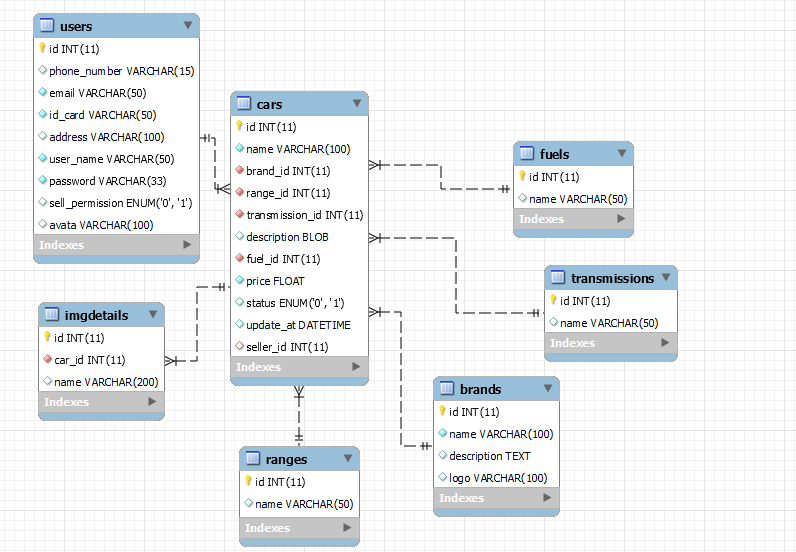 users
id INT(11)
phone_number VARCHAR(15)
email VARCHAR(50)
id_card VARCHAR(50)
address VARCHAR(100)
user_name VARCHAR(50)
password VARCHAR(33)
sell_permission ENUM('0', '1')
avata VARCHAR(100)
Indexes
cars
id INT(11)
name VARCHAR(100)
brand_id INT(11)
range_id INT(11)
transmission_id INT(11)
description BLOB
fuel_id INT(11)
price FLOAT
status ENUM('0', '1')
update_at DATETIME
seller_id INT(11)
Indexes
fuels
id INT(11)
name VARCHAR(50)
Indexes
transmissions
id INT(11)
name VARCHAR(50)
Indexes
imgdetails
id INT(11)
car_id INT(11)
name VARCHAR(200)
Indexes
brands
id INT(11)
name VARCHAR(100)
description TEXT
logo VARCHAR(100)
Indexes
ranges
id INT(11)
name VARCHAR(50)
Indexes